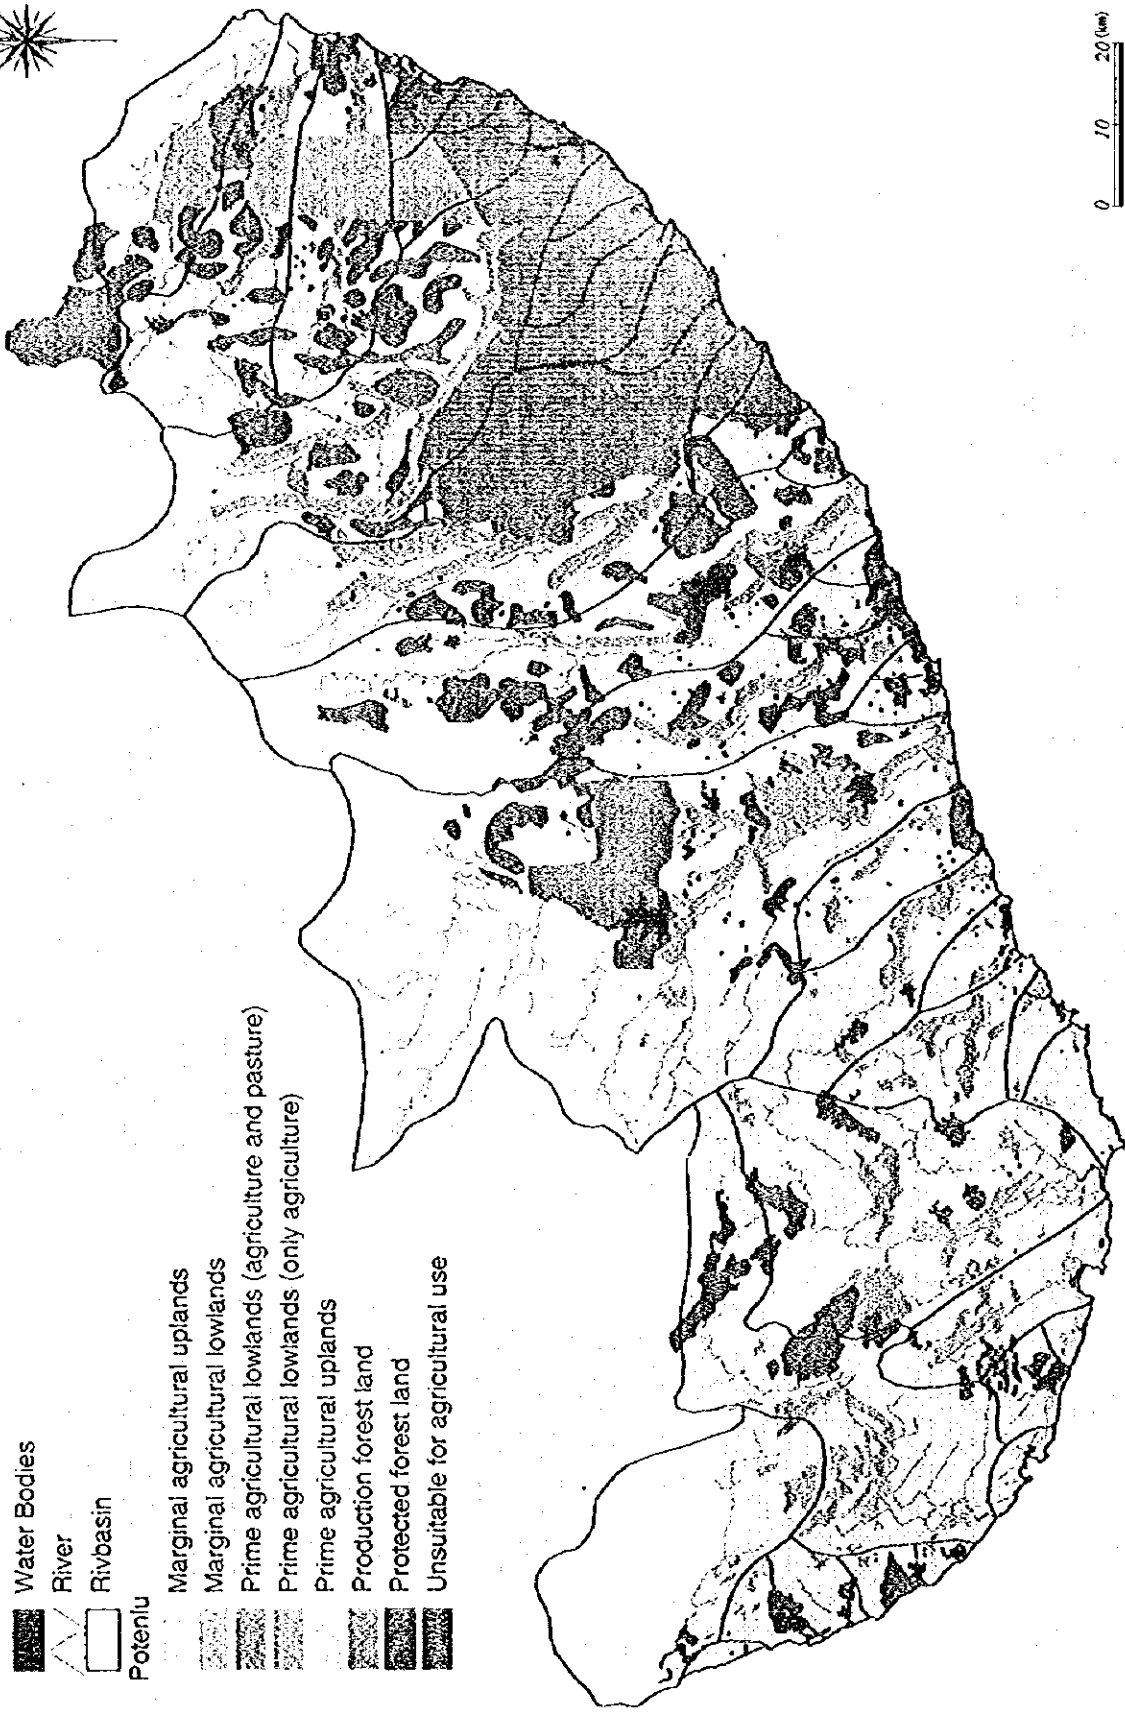 Water Bodies
River
Rivbasin
Potenlu
Marginal agricultural uplands
Marginal agricultural lowlands
Prime agricultural lowlands (agriculture and pasture)
Prime agricultural lowlands (only agriculture)
Prime agricultural uplands
Production forest land
Protected forest land
Unsuitable for agricultural use
0 10 20 (km)